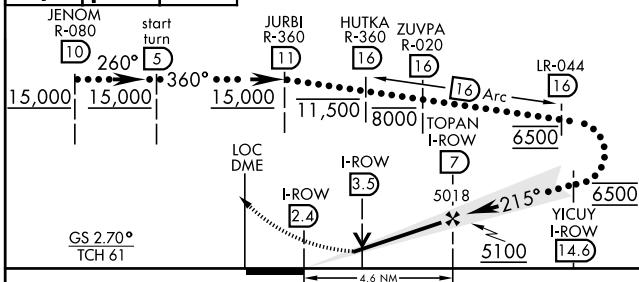 JENOM
R-080
10
start
turn
5
JURBI
R-360
11
HUTKA
R-360
16
ZUVPA
R-020
16
LR-044
16
260°
360°
16 Arc
15,000
15,000
15,000
11,500
8000
6500
TOPAN
I-ROW
7
LOC
DME
I-ROW
3.5
I-ROW
2.4
5018
215°
6500
YICUY
I-ROW
14.6
5100
GS 2.70°
TCH 61
4.6 NM